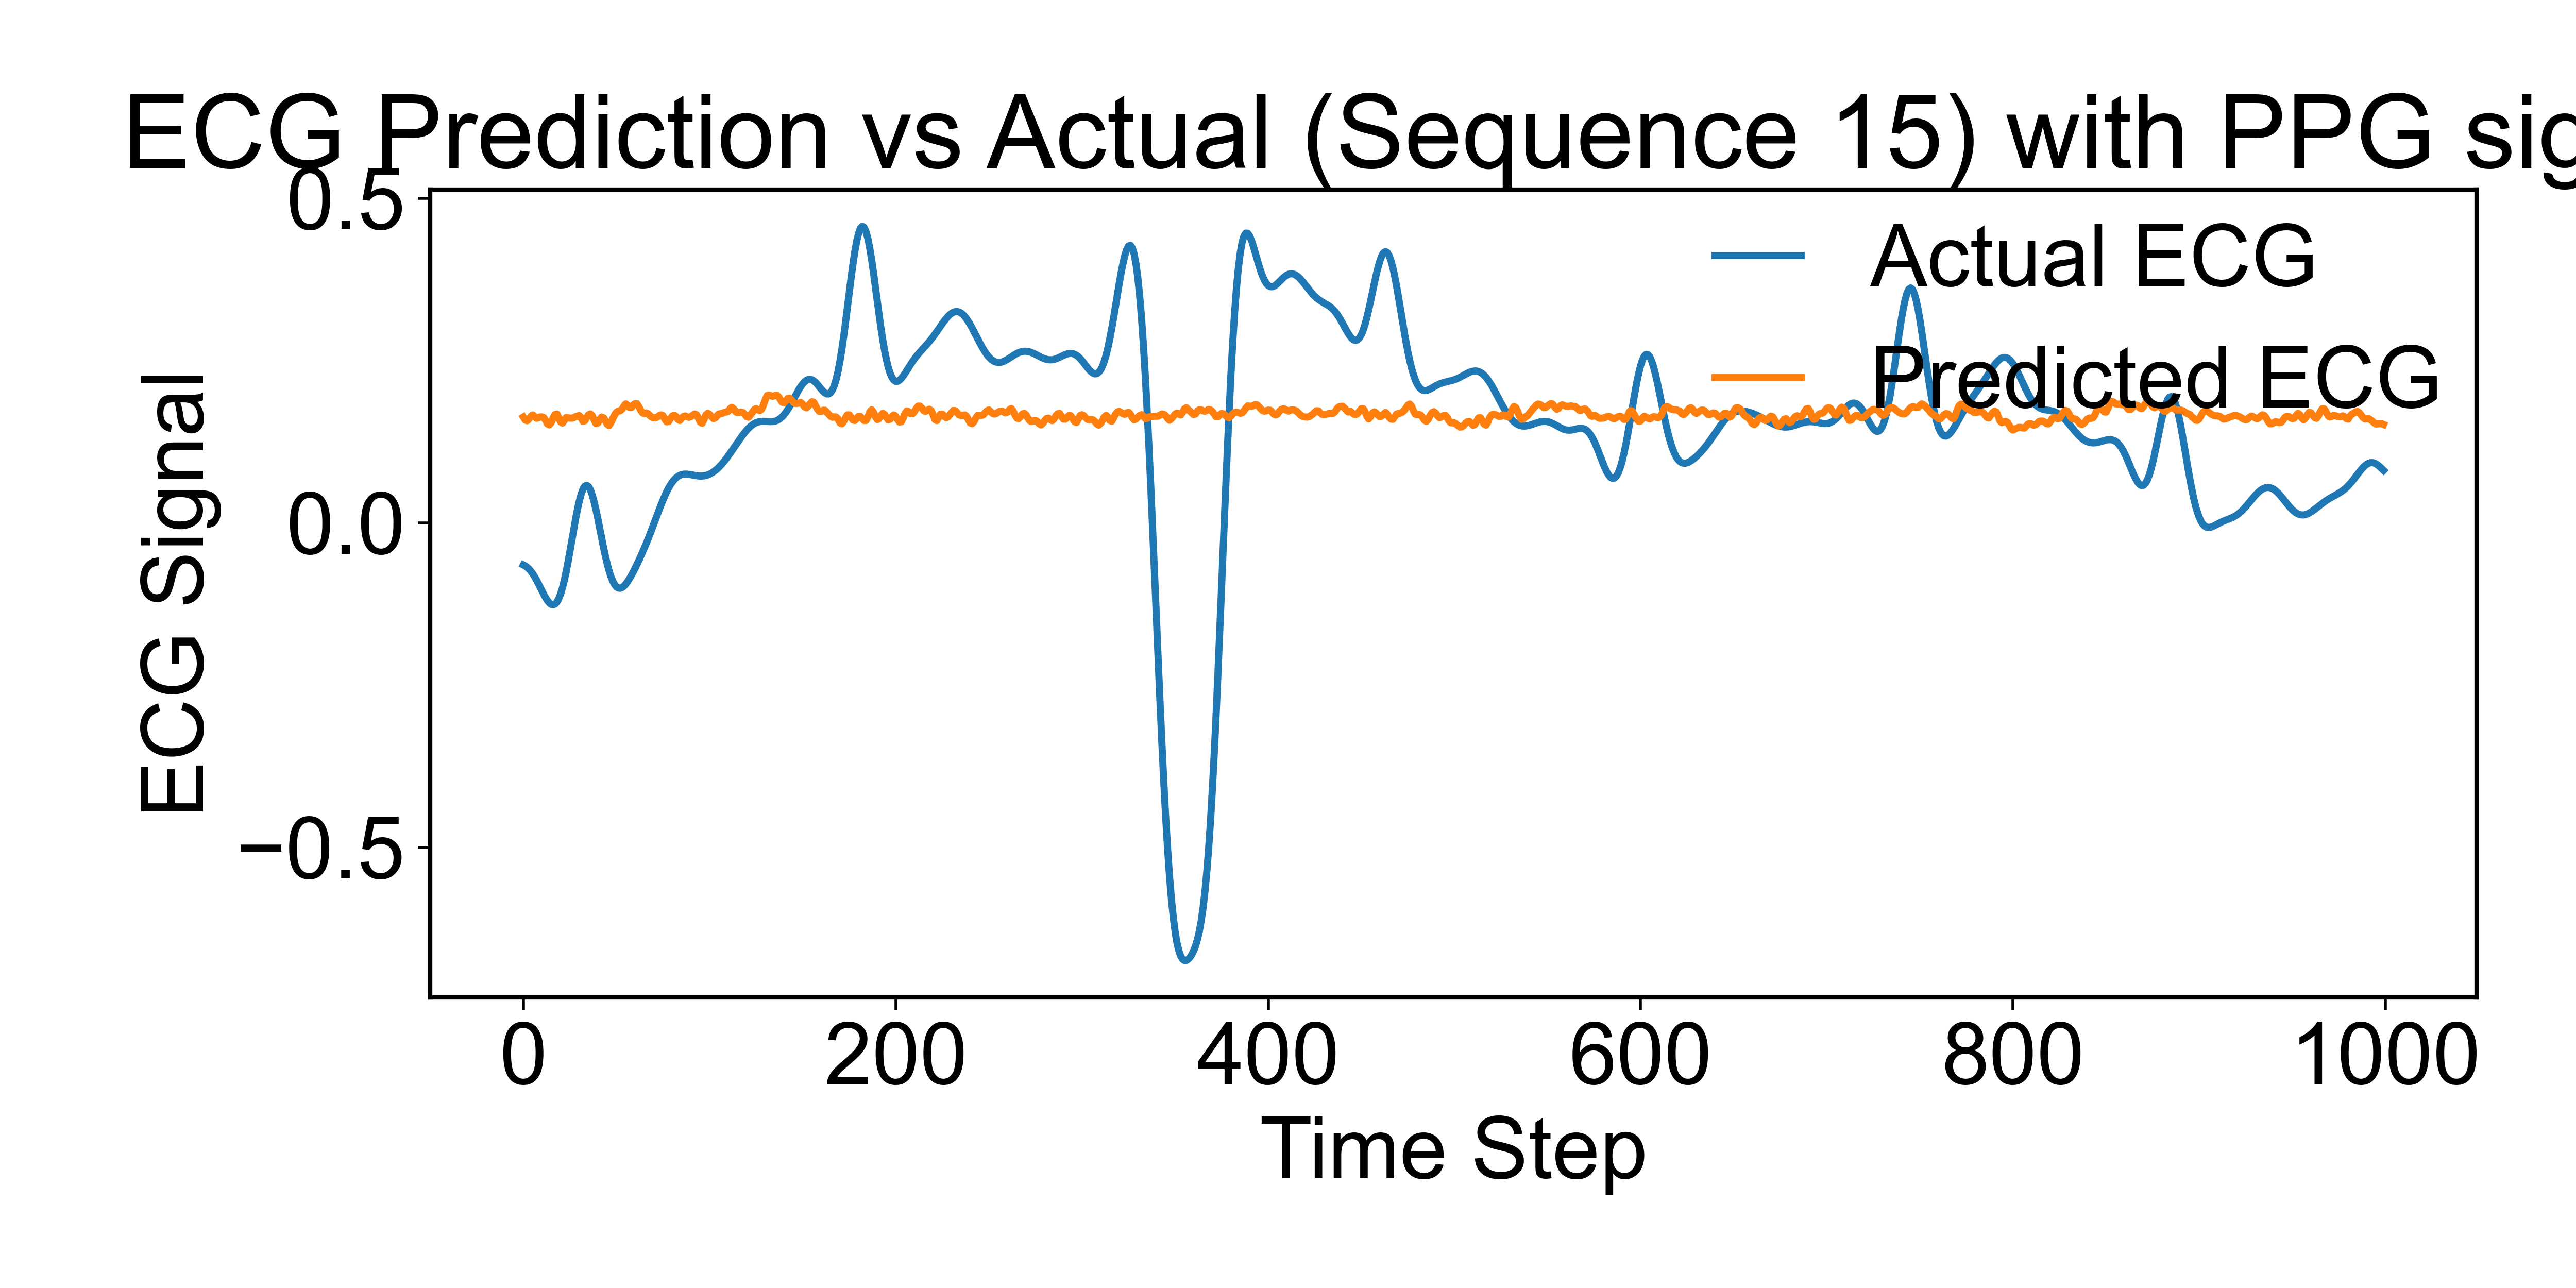 ECG Prediction vs Actual (Sequence 15) with PPG sig
0.5
0.0
−0.5
ECG Signal
Actual ECG
Predicted ECG
0 200 400 600 800 1000
Time Step